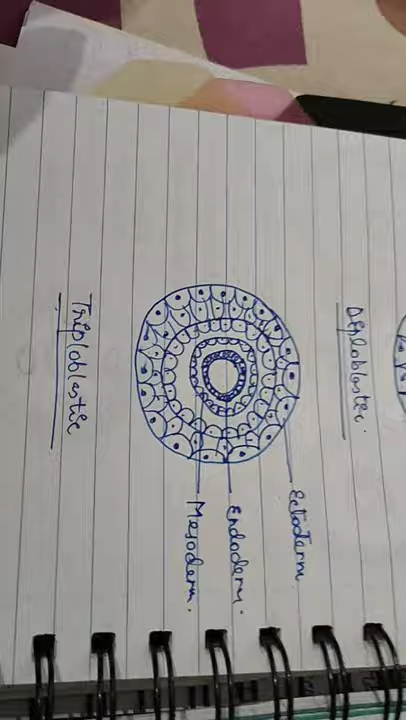 Diploblastic.
Ectoderm
Endoderm.
Mesoderm.
Triploblastic